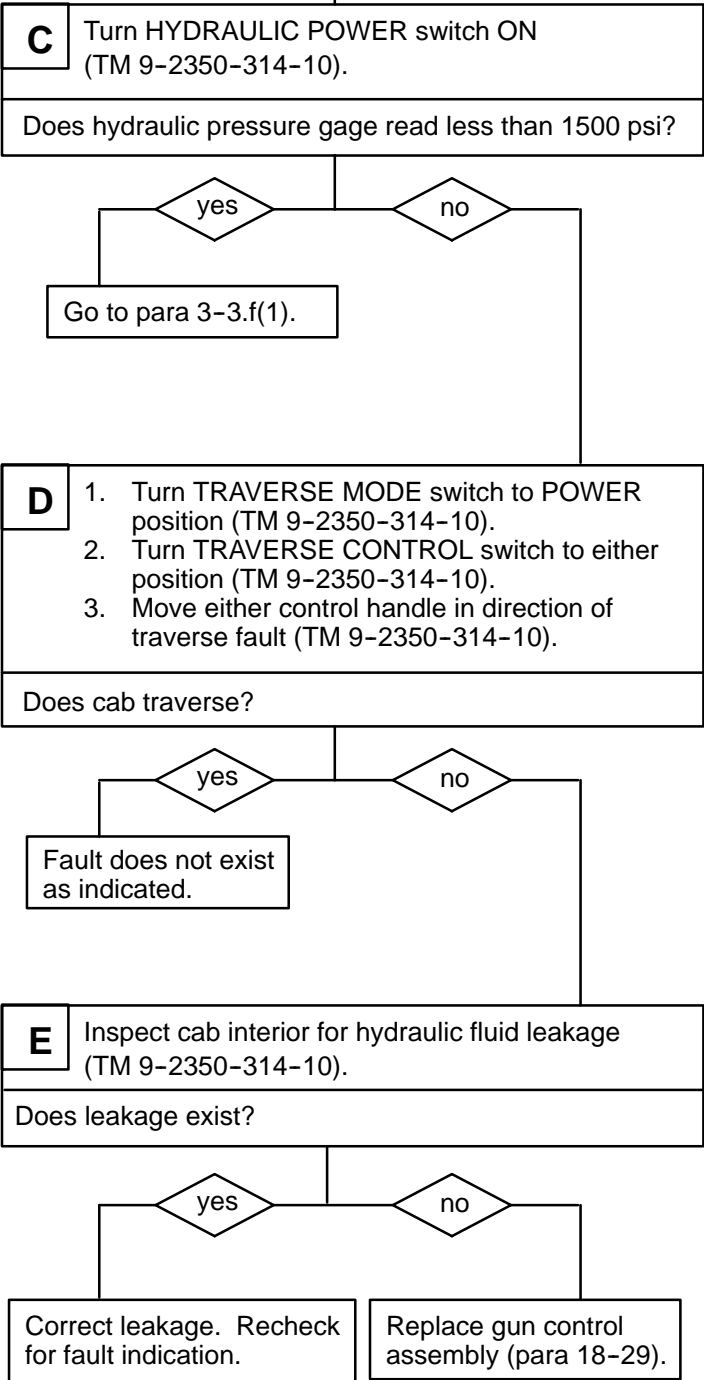 C
Turn HYDRAULIC POWER switch ON
(TM 9-2350-314-10).
Does hydraulic pressure gage read less than 1500 psi?
yes
no
Go to para 3-3.f(1).
D
1. Turn TRAVERSE MODE switch to POWER
position (TM 9-2350-314-10).
2. Turn TRAVERSE CONTROL switch to either
position (TM 9-2350-314-10).
3. Move either control handle in direction of
traverse fault (TM 9-2350-314-10).
Does cab traverse?
yes
no
Fault does not exist
as indicated.
E
Inspect cab interior for hydraulic fluid leakage
(TM 9-2350-314-10).
Does leakage exist?
yes
no
Correct leakage. Recheck
for fault indication.
Replace gun control
assembly (para 18-29).